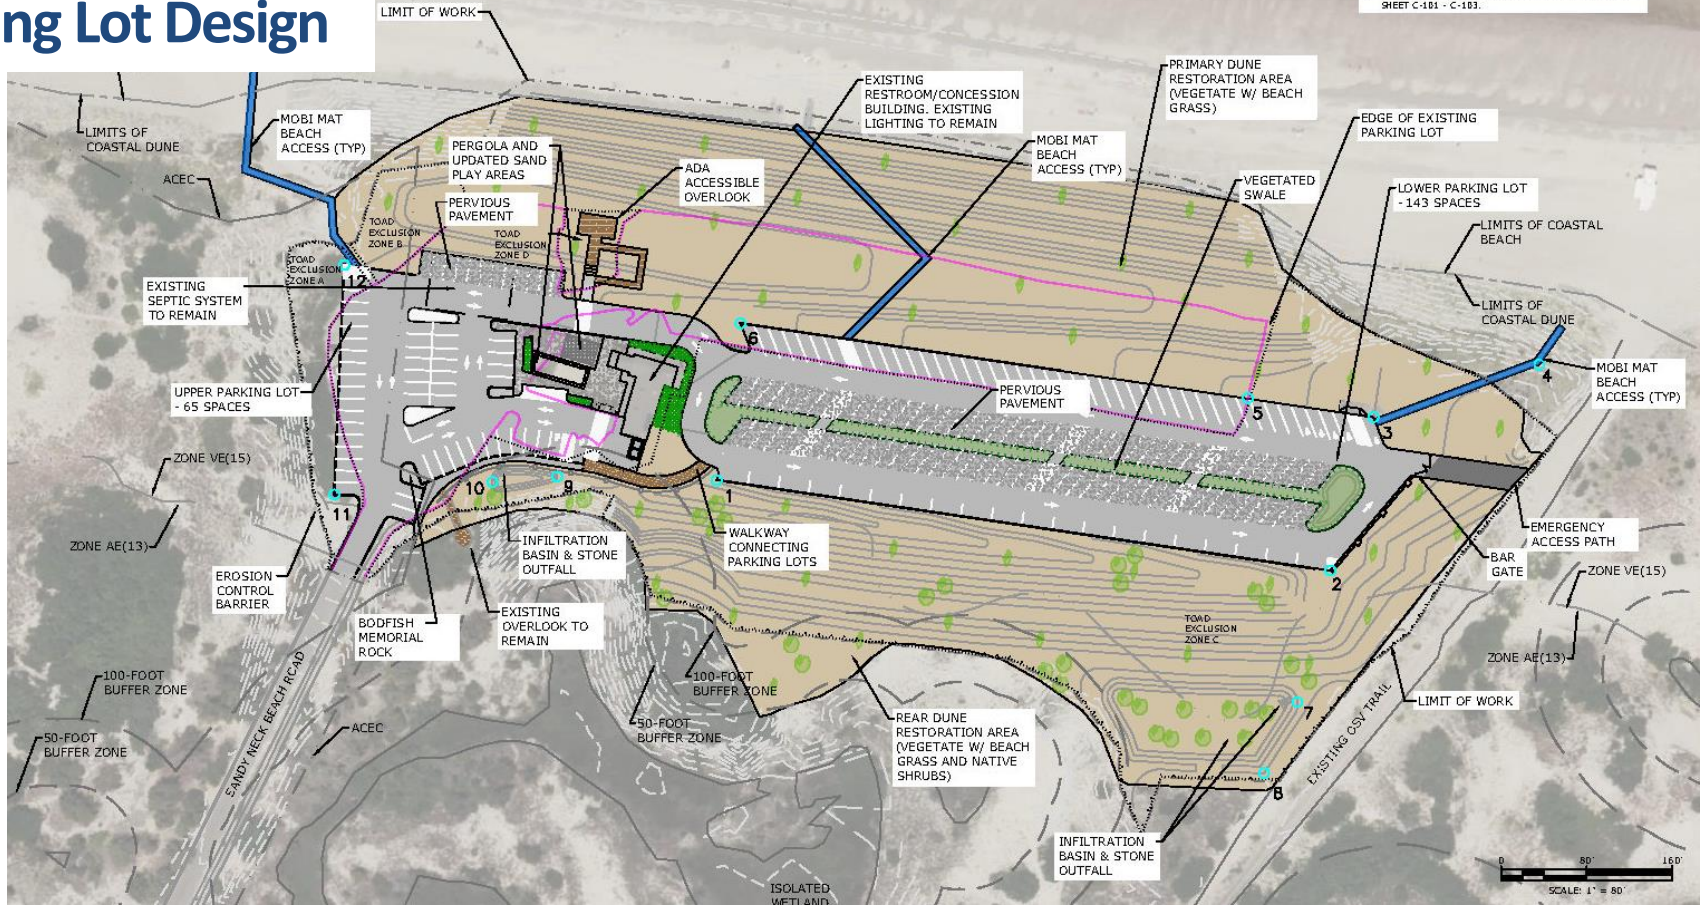 ng Lot Design
SHEET C-101 - C-103.
LIMIT OF WORK
LIMITS OF
COASTAL DUNE
MOBI MAT
BEACH
ACCESS (TYP)
ACEC
PERGOLA AND
UPDATED SAND
PLAY AREAS
PERVIOUS
PAVEMENT
ADA
ACCESSIBLE
OVERLOOK
EXISTING
RESTROOM/CONCESSION
BUILDING. EXISTING
LIGHTING TO REMAIN
MOBI MAT
BEACH
ACCESS (TYP)
PRIMARY DUNE
RESTORATION AREA
(VEGETATE W/ BEACH
GRASS)
EDGE OF EXISTING
PARKING LOT
VEGETATED
SWALE
LOWER PARKING LOT
- 143 SPACES
LIMITS OF COASTAL
BEACH
LIMITS OF
COASTAL DUNE
MOBI MAT
BEACH
ACCESS (TYP)
TOAD
EXCLUSION
ZONE B
TOAD
EXCLUSION
ZONE D
TOAD
EXCLUSION
ZONE A
12
EXISTING
SEPTIC SYSTEM
TO REMAIN
6
4
5
3
UPPER PARKING LOT
- 65 SPACES
PERVIOUS
PAVEMENT
ZONE VE(15)
ZONE AE(13)
11
10
9
1
2
EROSION
CONTROL
BARRIER
BODFISH
MEMORIAL
ROCK
EXISTING
OVERLOOK TO
REMAIN
INFILTRATION
BASIN & STONE
OUTFALL
WALKWAY
CONNECTING
PARKING LOTS
EMERGENCY
ACCESS PATH
BAR
GATE
ZONE VE(15)
ZONE AE(13)
TOAD
EXCLUSION
ZONE C
LIMIT OF WORK
7
8
100-FOOT
BUFFER ZONE
50-FOOT
BUFFER ZONE
ACEC
SANDY NECK BEACH ROAD
100-FOOT
BUFFER ZONE
50-FOOT
BUFFER ZONE
REAR DUNE
RESTORATION AREA
(VEGETATE W/ BEACH
GRASS AND NATIVE
SHRUBS)
EXISTING OSV TRAIL
INFILTRATION
BASIN & STONE
OUTFALL
ISOLATED
WETLAND
0 80' 160'
SCALE: 1" = 80'